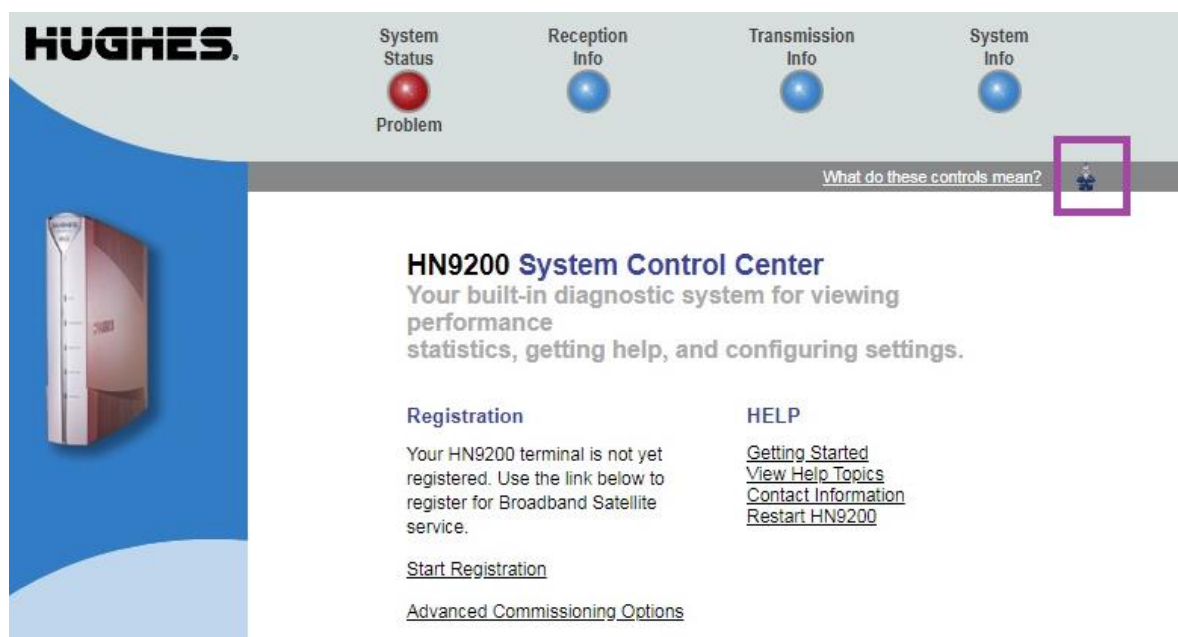 HUGHES.
System
Status
Problem
Reception
Info
Transmission
Info
System
Info
What do these controls mean?
HN9200 System Control Center
Your built-in diagnostic system for viewing
performance
statistics, getting help, and configuring settings.
Registration
Your HN9200 terminal is not yet
registered. Use the link below to
register for Broadband Satellite
service.
Start Registration
Advanced Commissioning Options
HELP
Getting Started
View Help Topics
Contact Information
Restart HN9200